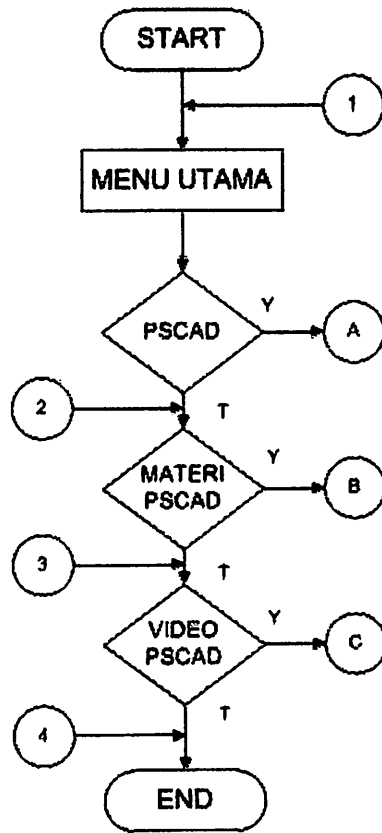 START
1
MENU UTAMA
Y
PSCAD
A
2
T
Y
MATERI
PSCAD
B
3
T
Y
VIDEO
PSCAD
C
T
4
END